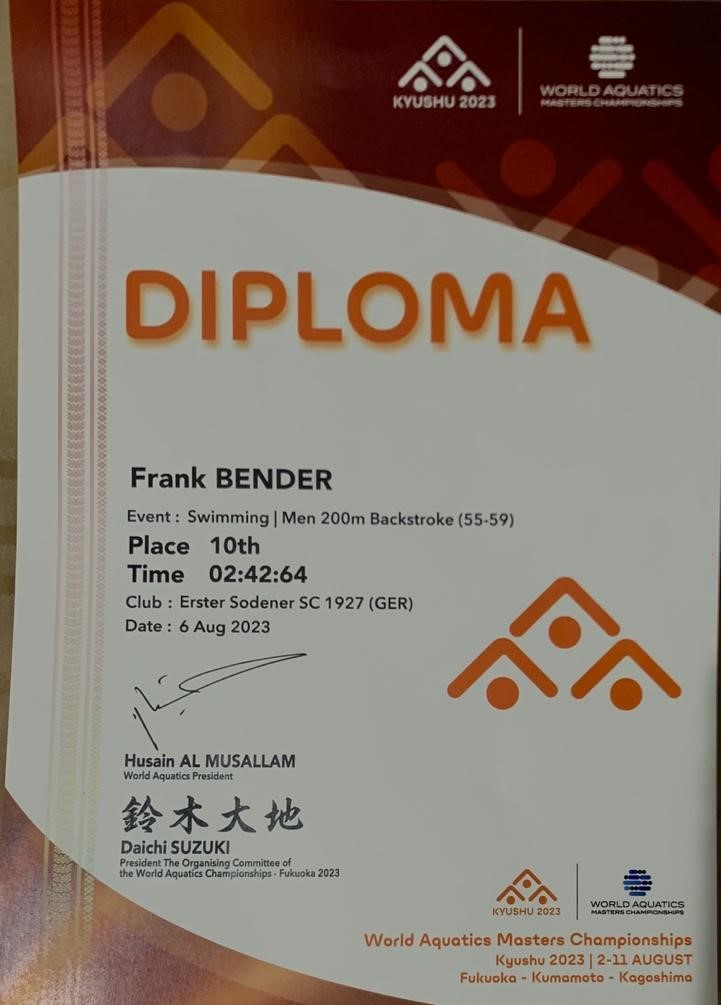 KYUSHU 2023
WORLD AQUATICS
MASTERS CHAMPIONSHIPS
DIPLOMA
Frank BENDER
Event : Swimming | Men 200m Backstroke (55-59)
Place 10th
Time 02:42:64
Club : Erster Sodener SC 1927 (GER)
Date : 6 Aug 2023
Husain AL MUSALLAM
World Aquatics President
鈴木大地
Daichi SUZUKI
President The Organising Committee of
the World Aquatics Championships - Fukuoka 2023
KYUSHU 2023
WORLD AQUATICS
MASTERS CHAMPIONSHIPS
World Aquatics Masters Championships
Kyushu 2023 | 2-11 AUGUST
Fukuoka - Kumamoto - Kagoshima